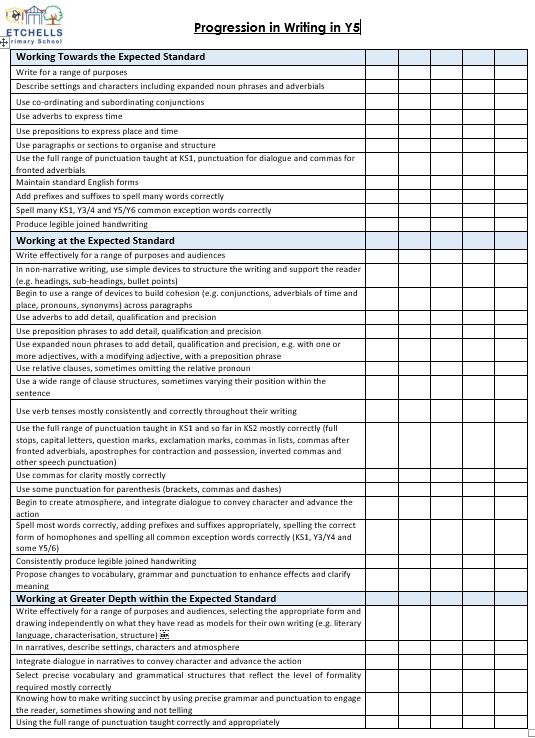 ETCHELLS
Primary School
Progression in Writing in Y5
Working Towards the Expected Standard
Write for a range of purposes
Describe settings and characters including expanded noun phrases and adverbials
Use co-ordinating and subordinating conjunctions
Use adverbs to express time
Use prepositions to express place and time
Use paragraphs or sections to organise and structure
Use the full range of punctuation taught at KS1, punctuation for dialogue and commas for
fronted adverbials
Maintain standard English forms
Add prefixes and suffixes to spell many words correctly
Spell many KS1, Y3/4 and Y5/Y6 common exception words correctly
Produce legible joined handwriting
Working at the Expected Standard
Write effectively for a range of purposes and audiences
In non-narrative writing, use simple devices to structure the writing and support the reader
(e.g. headings, sub-headings, bullet points)
Begin to use a range of devices to build cohesion (e.g. conjunctions, adverbials of time and
place, pronouns, synonyms) across paragraphs
Use adverbs to add detail, qualification and precision
Use preposition phrases to add detail, qualification and precision
Use expanded noun phrases to add detail, qualification and precision, e.g. with one or
more adjectives, with a modifying adjective, with a preposition phrase
Use relative clauses, sometimes omitting the relative pronoun
Use a wide range of clause structures, sometimes varying their position within the
sentence
Use verb tenses mostly consistently and correctly throughout their writing
Use the full range of punctuation taught in KS1 and so far in KS2 mostly correctly (full
stops, capital letters, question marks, exclamation marks, commas in lists, commas after
fronted adverbials, apostrophes for contraction and possession, inverted commas and
other speech punctuation)
Use commas for clarity mostly correctly
Use some punctuation for parenthesis (brackets, commas and dashes)
Begin to create atmosphere, and integrate dialogue to convey character and advance the
action
Spell most words correctly, adding prefixes and suffixes appropriately, spelling the correct
form of homophones and spelling all common exception words correctly (KS1, Y3/Y4 and
some Y5/6)
Consistently produce legible joined handwriting
Propose changes to vocabulary, grammar and punctuation to enhance effects and clarify
meaning
Working at Greater Depth within the Expected Standard
Write effectively for a range of purposes and audiences, selecting the appropriate form and
drawing independently on what they have read as models for their own writing (e.g. literary
language, characterisation, structure)
In narratives, describe settings, characters and atmosphere
Integrate dialogue in narratives to convey character and advance the action
Select precise vocabulary and grammatical structures that reflect the level of formality
required mostly correctly
Knowing how to make writing succinct by using precise grammar and punctuation to engage
the reader, sometimes showing and not telling
Using the full range of punctuation taught correctly and appropriately